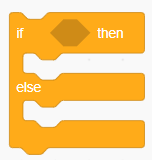 if then
else